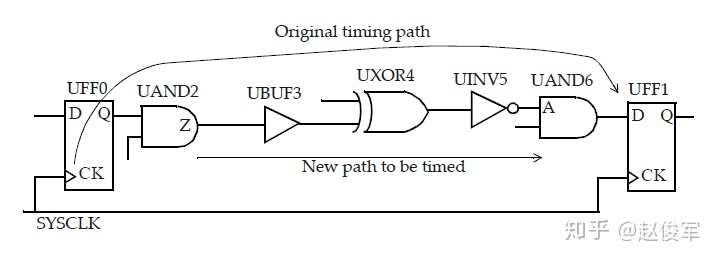 Original timing path
UFF0 UAND2 UBUF3 UXOR4 UINV5 UAND6 UFF1
D Q Z A D Q
CK
New path to be timed
CK
SYSCLK
知乎 @赵俊军